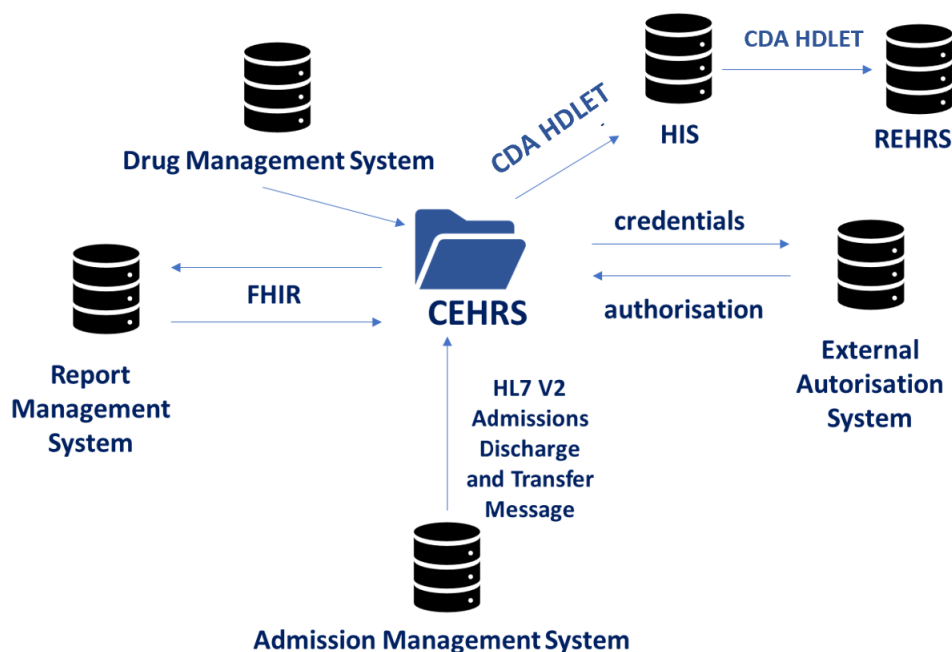 CDA HDLET
CDA HDLET
HIS
REHRS
Drug Management System
credentials
FHIR
CEHRS
authorisation
Report
Management
System
External
Autorisation
System
HL7 V2
Admissions
Discharge
and Transfer
Message
Admission Management System